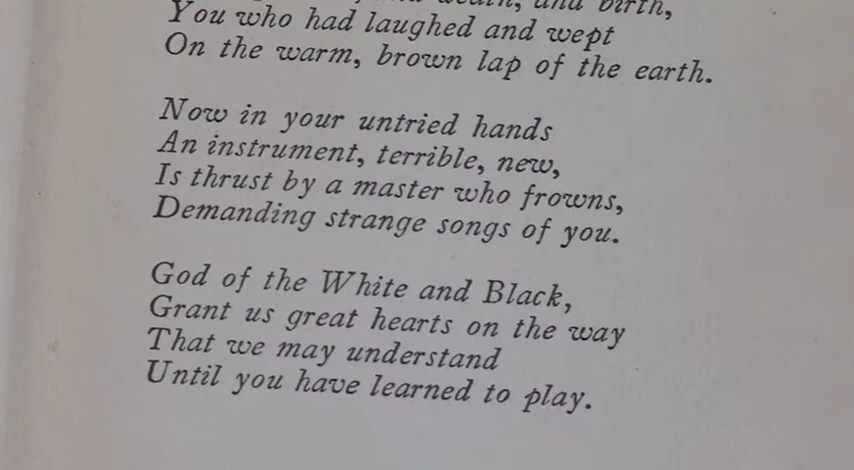 and birth,
You who had laughed and wept
On the warm, brown lap of the earth.
Now in your untried hands
An instrument, terrible, new,
Is thrust by a master who frowns,
Demanding strange songs of you.
God of the White and Black,
Grant us great hearts on the way
That we may understand
Until you have learned to play.